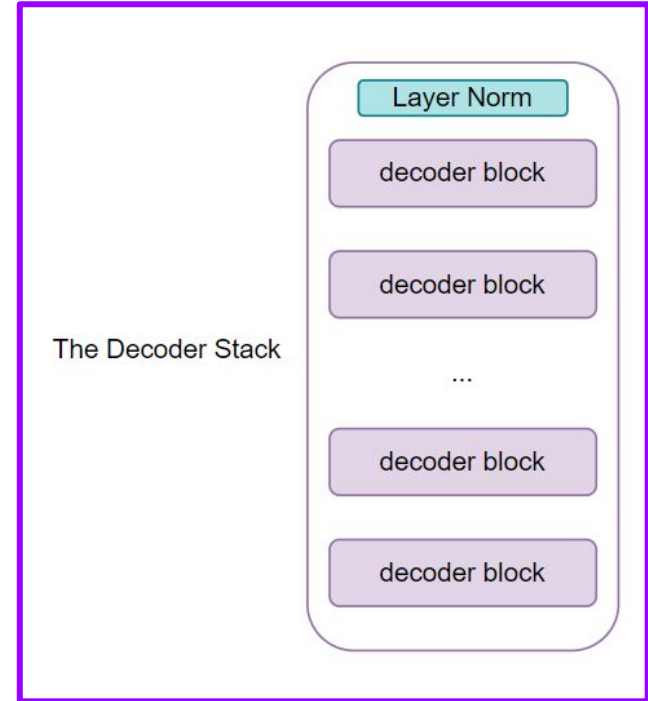 Layer Norm
decoder block
decoder block
The Decoder Stack
...
decoder block
decoder block